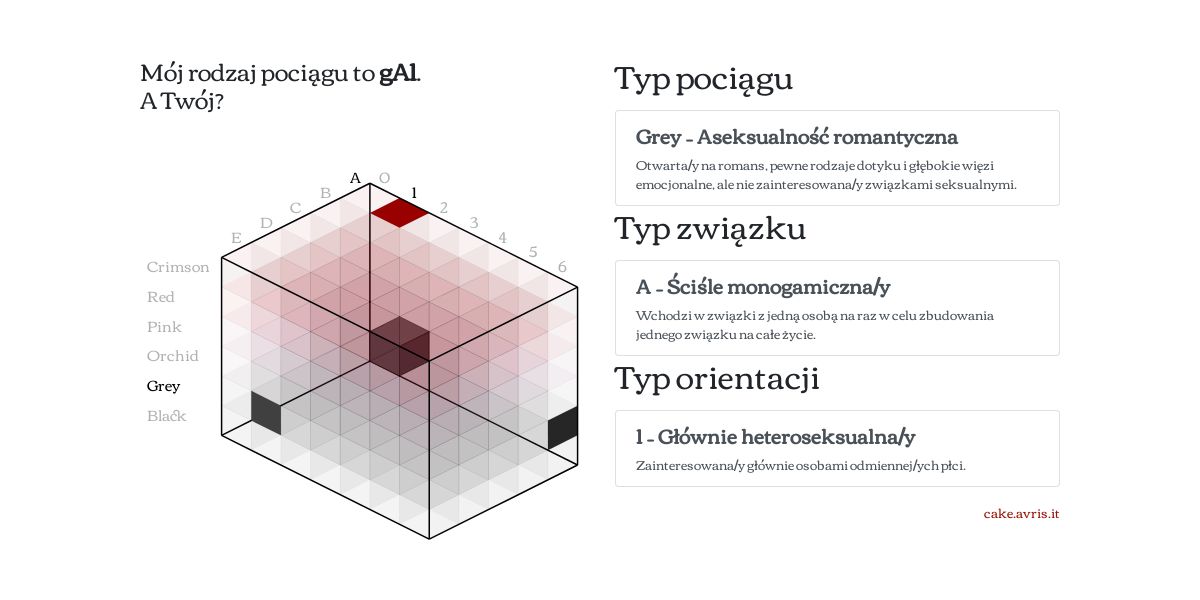 Mój rodzaj pociągu to gA1.
A Twój?
A O
B 1
C 2
D 3
E 4
5
6
Crimson
Red
Pink
Orchid
Grey
Black
Typ pociągu
Grey – Aseksualność romantyczna
Otwarta/y na romans, pewne rodzaje dotyku i głębokie więzi
emocjonalne, ale nie zainteresowana/y związkami seksualnymi.
Typ związku
A – Ściśle monogamiczna/y
Wchodzi w związki z jedną osobą na raz w celu zbudowania
jednego związku na całe życie.
Typ orientacji
1 – Głównie heteroseksualna/y
Zainteresowana/y głównie osobami odmiennej/ych płci.
cake.avris.it